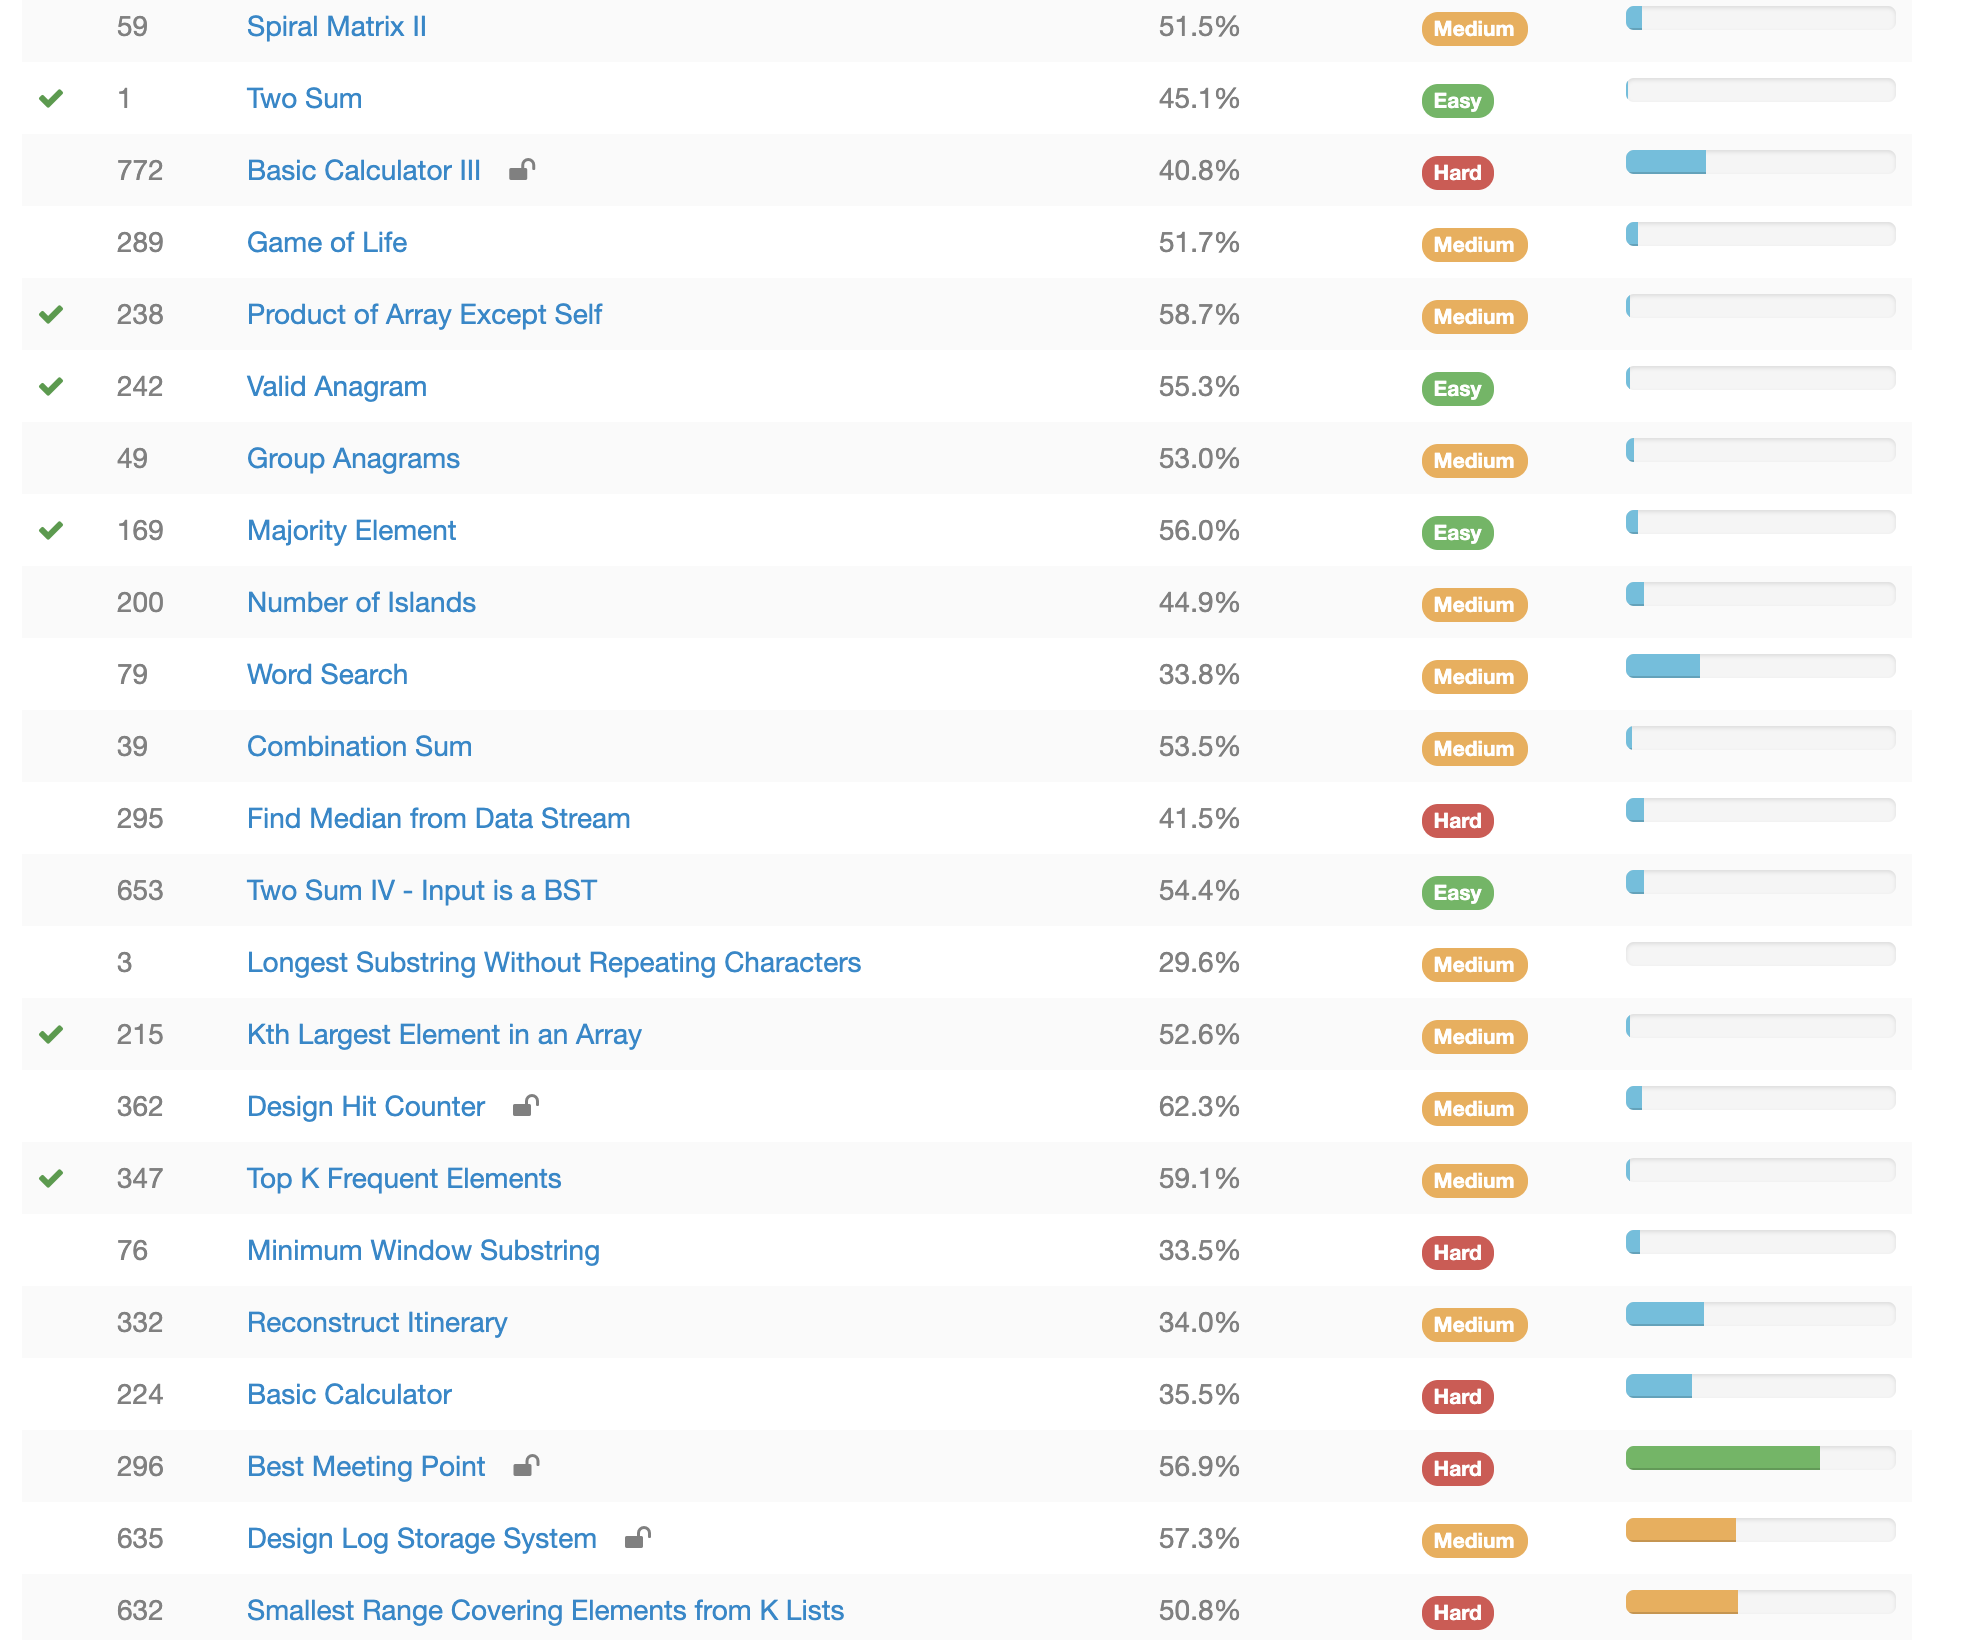 59 Spiral Matrix II 51.5% Medium
1 Two Sum 45.1% Easy
772 Basic Calculator III 40.8% Hard
289 Game of Life 51.7% Medium
238 Product of Array Except Self 58.7% Medium
242 Valid Anagram 55.3% Easy
49 Group Anagrams 53.0% Medium
169 Majority Element 56.0% Easy
200 Number of Islands 44.9% Medium
79 Word Search 33.8% Medium
39 Combination Sum 53.5% Medium
295 Find Median from Data Stream 41.5% Hard
653 Two Sum IV - Input is a BST 54.4% Easy
3 Longest Substring Without Repeating Characters 29.6% Medium
215 Kth Largest Element in an Array 52.6% Medium
362 Design Hit Counter 62.3% Medium
347 Top K Frequent Elements 59.1% Medium
76 Minimum Window Substring 33.5% Hard
332 Reconstruct Itinerary 34.0% Medium
224 Basic Calculator 35.5% Hard
296 Best Meeting Point 56.9% Hard
635 Design Log Storage System 57.3% Medium
632 Smallest Range Covering Elements from K Lists 50.8% Hard